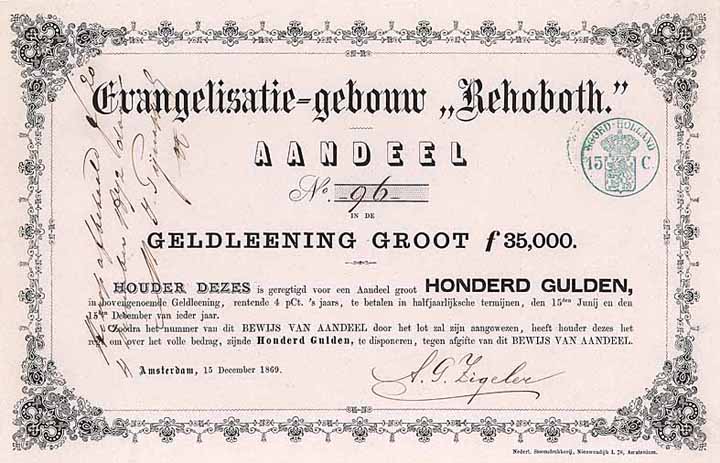 Evangelisatie-gebouw „Rehoboth."
AANDEEL
No. 96
IN DE
GELDLEENING GROOT f 35,000.
NOORD-HOLLAND
15 C.
HOUDER DEZES is geregtigd voor een Aandeel groot HONDERD GULDEN,
in bovengenoemde Geldleening, rentende 4 pCt. 's jaars, te betalen in halfjaarlijksche termijnen, den 15den Junij en den
15den December van ieder jaar.
Zoodra het nummer van dit BEWIJS VAN AANDEEL door het lot zal zijn aangewezen, heeft houder dezes het
regt om over het volle bedrag, zijnde Honderd Gulden, te disponeren, tegen afgifte van dit BEWIJS VAN AANDEEL.
Amsterdam, 15 December 1869.
A. G. Zigeler
Nederl. Stoomdrukkerij, Nieuwendijk L 78, Amsterdam.